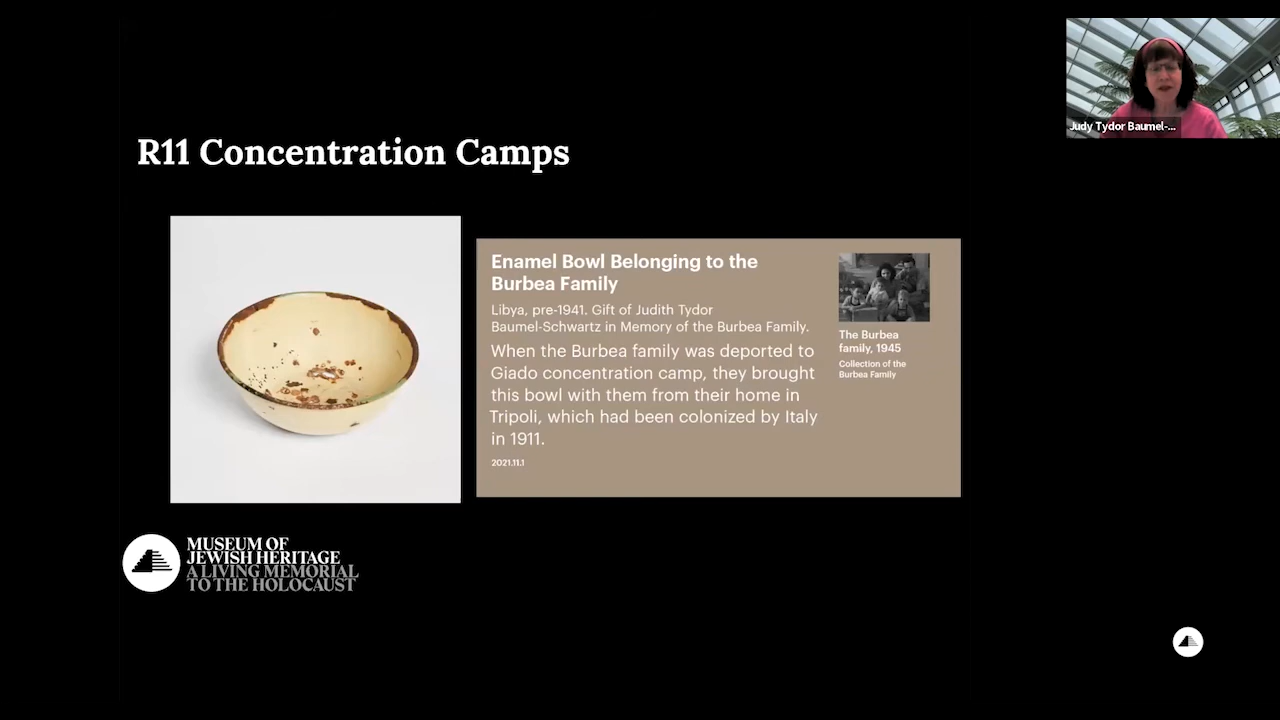 Judy Tydor Baumel-...
R11 Concentration Camps
Enamel Bowl Belonging to the
Burbea Family
Libya, pre-1941. Gift of Judith Tydor
Baumel-Schwartz in Memory of the Burbea Family.
When the Burbea family was deported to
Giado concentration camp, they brought
this bowl with them from their home in
Tripoli, which had been colonized by Italy
in 1911.
2021.11.1
The Burbea
family, 1945
Collection of the
Burbea Family
MUSEUM OF
JEWISH HERITAGE
A LIVING MEMORIAL
TO THE HOLOCAUST